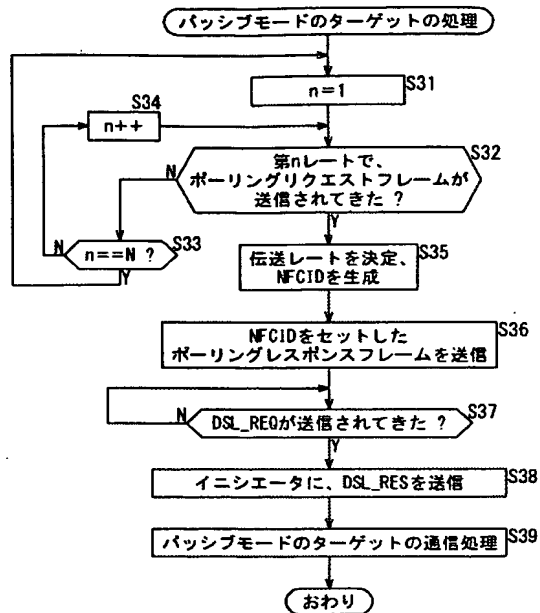 パッシブモードのターゲットの処理
n=1
S31
S34
n++
S32
第nレートで、
ポーリングリクエストフレームが
送信されてきた ?
N
Y
S33
n==N ?
N
Y
S35
伝送レートを決定、
NFCIDを生成
S36
NFCIDをセットした
ポーリングレスポンスフレームを送信
S37
N
DSL_REQが送信されてきた ?
Y
S38
イニシエータに、DSL_RESを送信
S39
パッシブモードのターゲットの通信処理
おわり